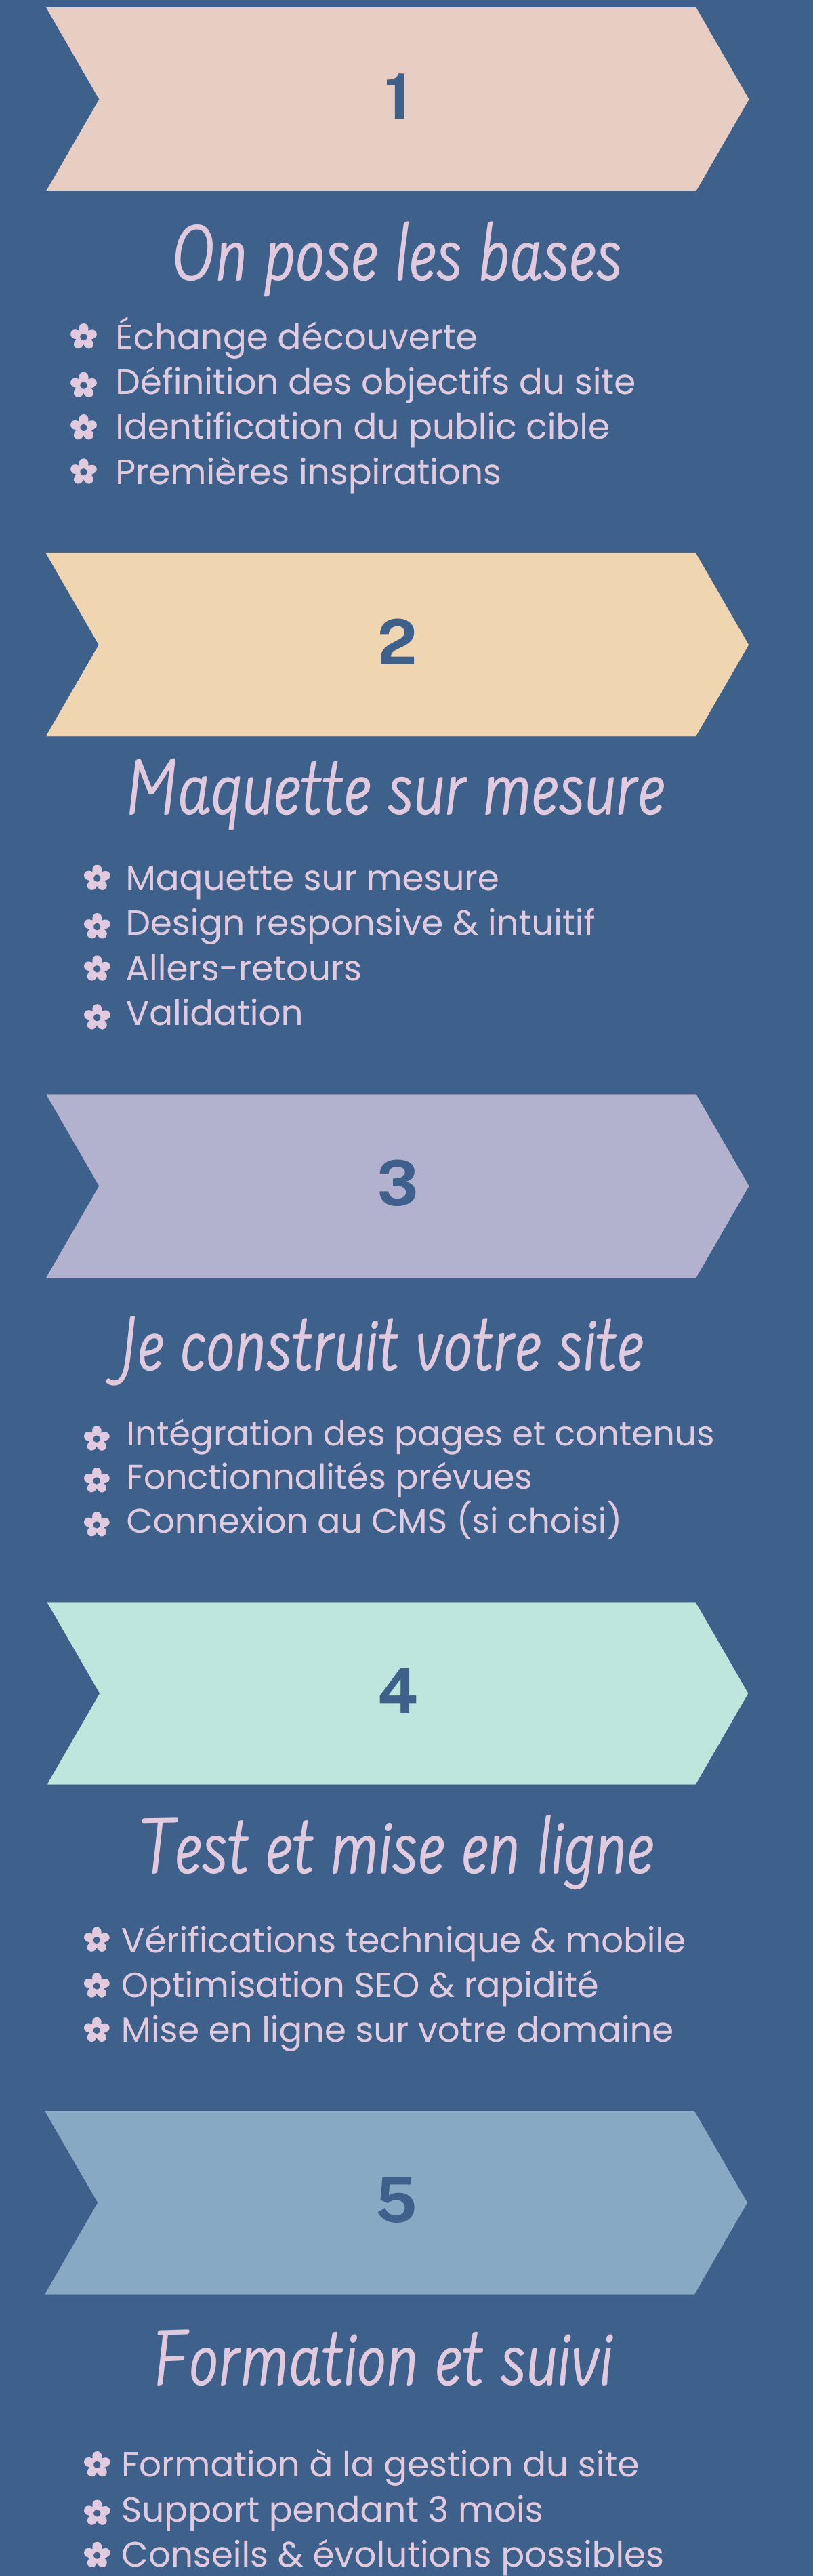 1
On pose les bases
Échange découverte
Définition des objectifs du site
Identification du public cible
Premières inspirations
2
Maquette sur mesure
Maquette sur mesure
Design responsive & intuitif
Allers-retours
Validation
3
Je construit votre site
Intégration des pages et contenus
Fonctionnalités prévues
Connexion au CMS (si choisi)
4
Test et mise en ligne
Vérifications technique & mobile
Optimisation SEO & rapidité
Mise en ligne sur votre domaine
5
Formation et suivi
Formation à la gestion du site
Support pendant 3 mois
Conseils & évolutions possibles